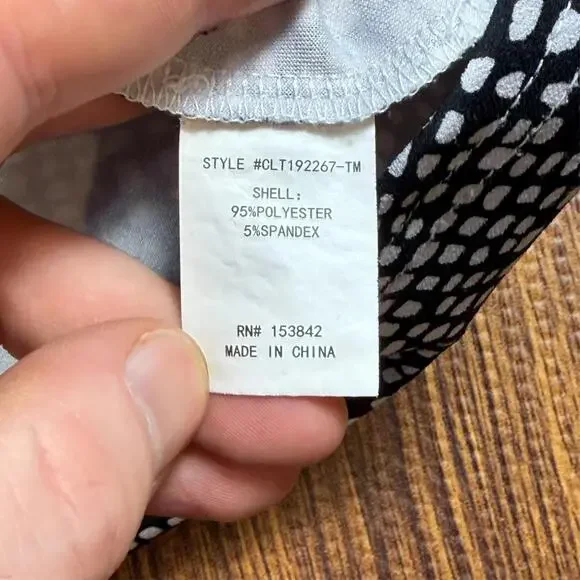 STYLE #CLT192267-TM
SHELL:
95%POLYESTER
5%SPANDEX
RN# 153842
MADE IN CHINA